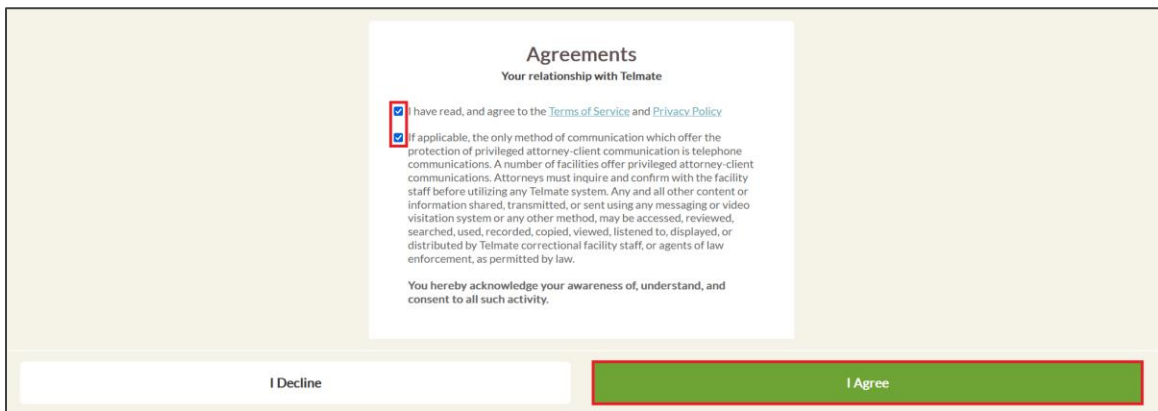 Agreements
Your relationship with Telmate
I have read, and agree to the Terms of Service and Privacy Policy
If applicable, the only method of communication which offer the
protection of privileged attorney-client communication is telephone
communications. A number of facilities offer privileged attorney-client
communications. Attorneys must inquire and confirm with the facility
staff before utilizing any Telmate system. Any and all other content or
information shared, transmitted, or sent using any messaging or video
visitation system or any other method, may be accessed, reviewed,
searched, used, recorded, copied, viewed, listened to, displayed, or
distributed by Telmate correctional facility staff, or agents of law
enforcement, as permitted by law.
You hereby acknowledge your awareness of, understand, and
consent to all such activity.
I Decline
I Agree